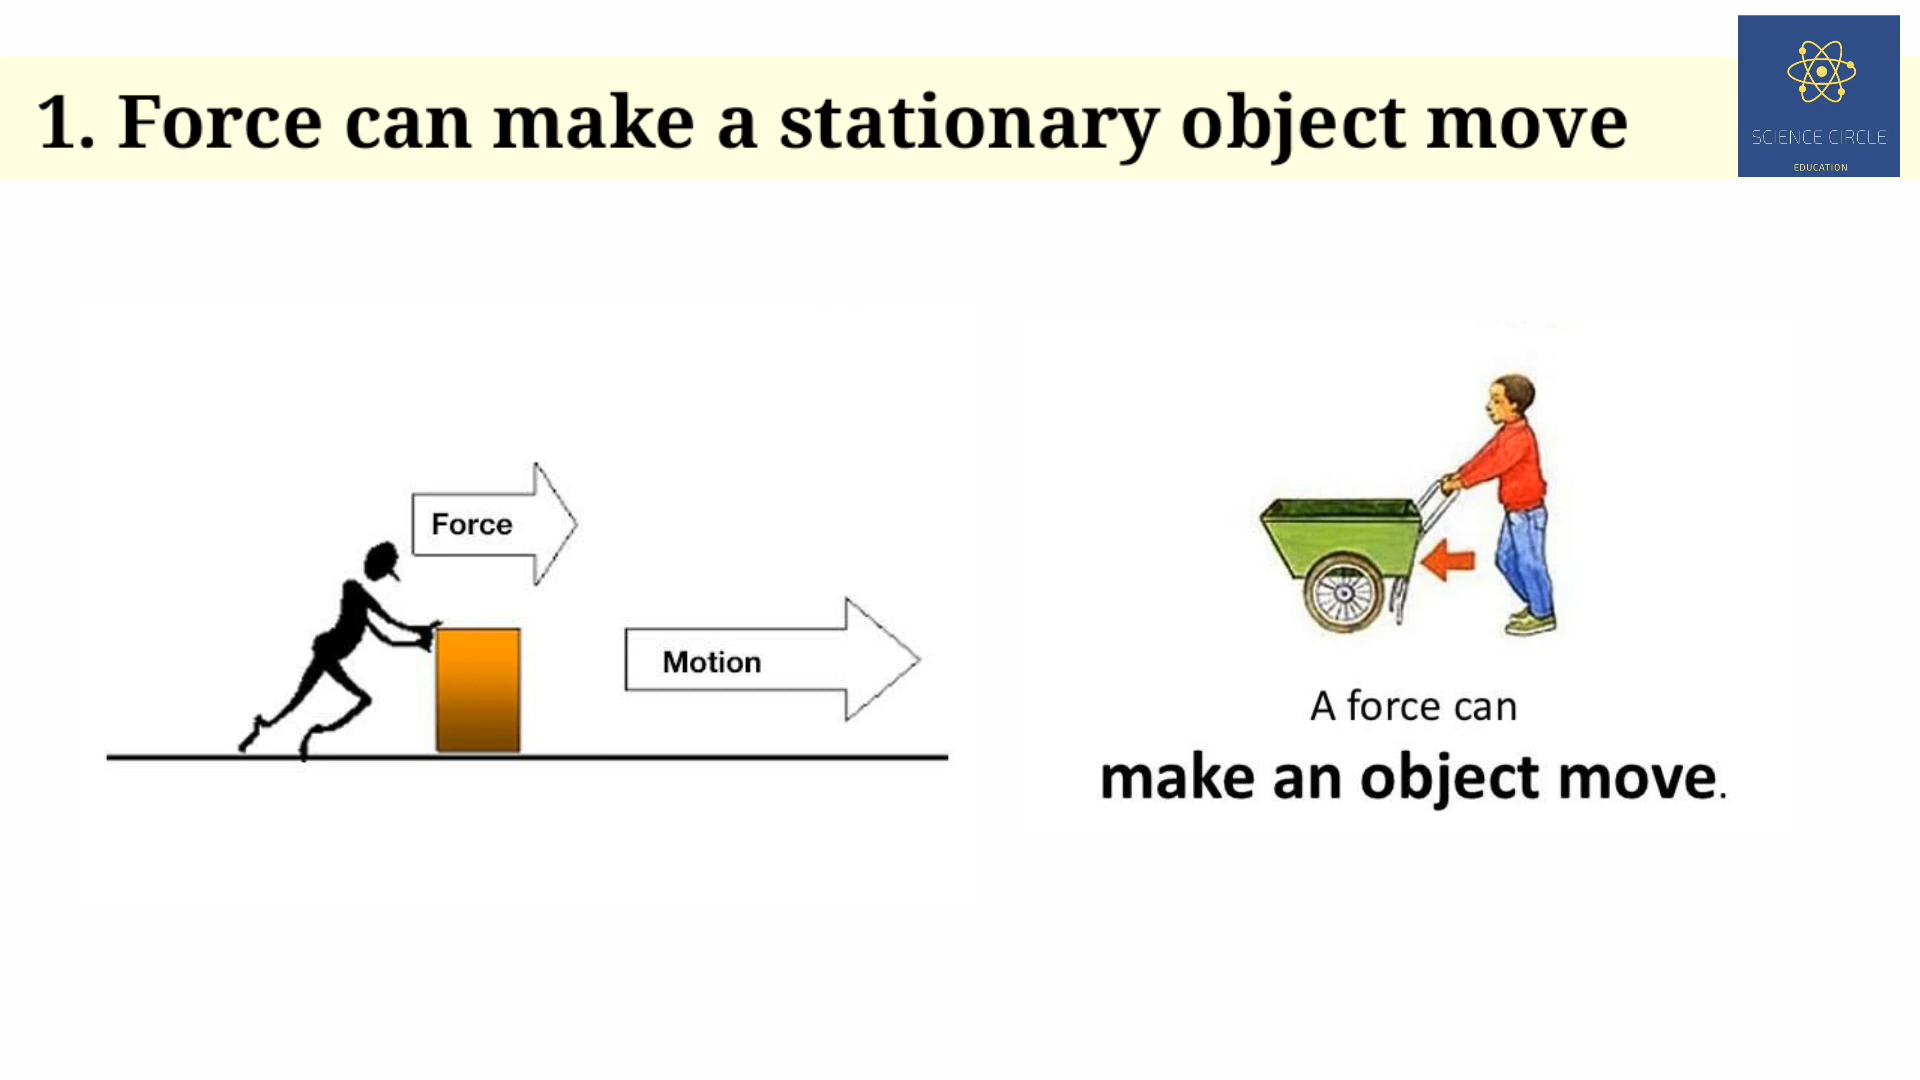 1. Force can make a stationary object move
SCIENCE CIRCLE
EDUCATION
Force
Motion
A force can
make an object move.